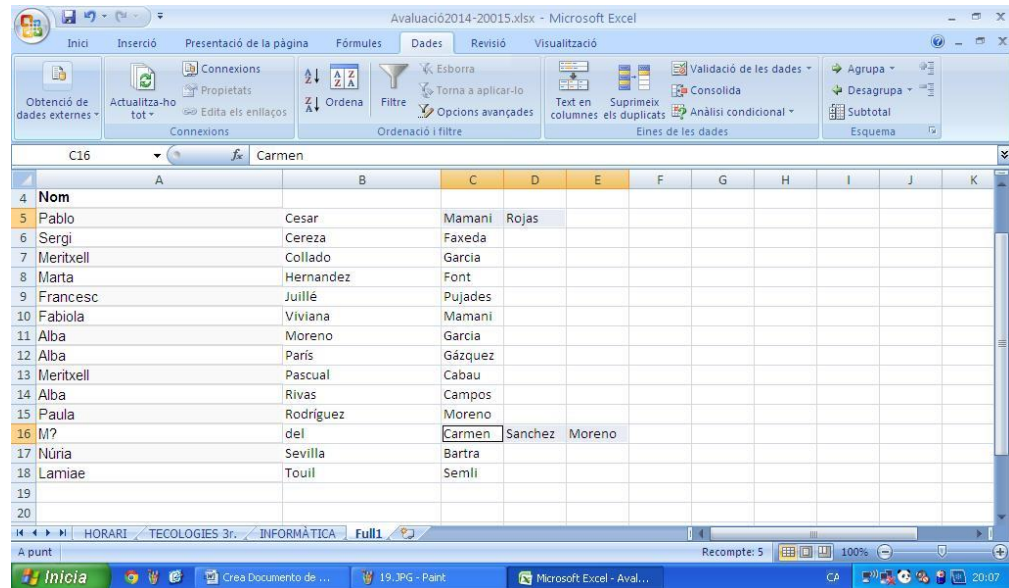 Avaluació2014-20015.xlsx - Microsoft Excel
Inici Inserció Presentació de la pàgina Fórmules Dades Revisió Visualització
Obtenció de dades externes
Actualitza-ho tot
Connexions
Propietats
Edita els enllaços
Connexions
Ordena
Filtre
Esborra
Torna a aplicar-lo
Opcions avançades
Ordenació i filtre
Text en columnes
Suprimeix els duplicats
Validació de les dades
Consolida
Anàlisi condicional
Eines de les dades
Agrupa
Desagrupa
Subtotal
Esquema
C16 fx Carmen
A B C D E F G H I J K
4 Nom
5 Pablo Cesar Mamani Rojas
6 Sergi Cereza Faxeda
7 Meritxell Collado Garcia
8 Marta Hernandez Font
9 Francesc Juillé Pujades
10 Fabiola Viviana Mamani
11 Alba Moreno Garcia
12 Alba París Gázquez
13 Meritxell Pascual Cabau
14 Alba Rivas Campos
15 Paula Rodríguez Moreno
16 M? del Carmen Sanchez Moreno
17 Núria Sevilla Bartra
18 Lamiae Touil Semli
19
20
HORARI TECOLOGIES 3r. INFORMÀTICA Full1
A punt Recompte: 5 100%
Inicia Crea Documento de ... 19.JPG - Paint Microsoft Excel - Aval... CA 20:07